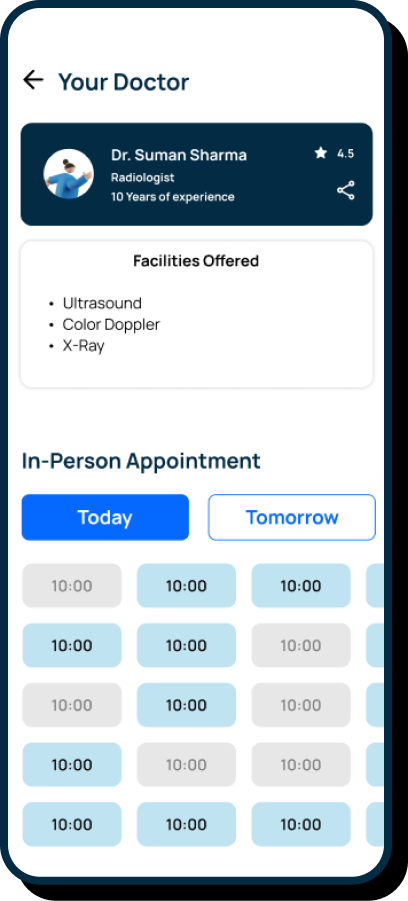 Your Doctor
Dr. Suman Sharma
4.5
Radiologist
10 Years of experience
Facilities Offered
• Ultrasound
• Color Doppler
• X-Ray
In-Person Appointment
Today Tomorrow
10:00 10:00 10:00
10:00 10:00 10:00
10:00 10:00 10:00
10:00 10:00 10:00
10:00 10:00 10:00